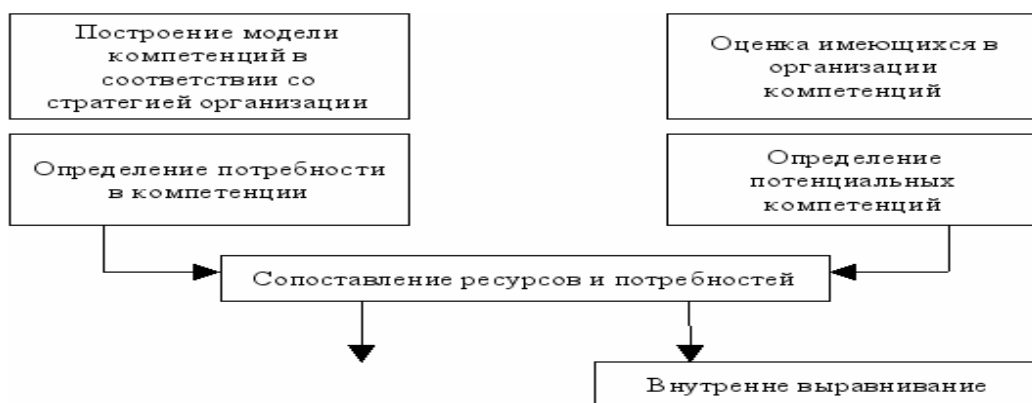 Построение модели
компетенций в
соответствии со
стратегией организации
Оценка имеющихся в
организации
компетенций
Определение потребности
в компетенции
Определение
потенциальных
компетенций
Сопоставление ресурсов и потребностей
Внутренне выравнивание